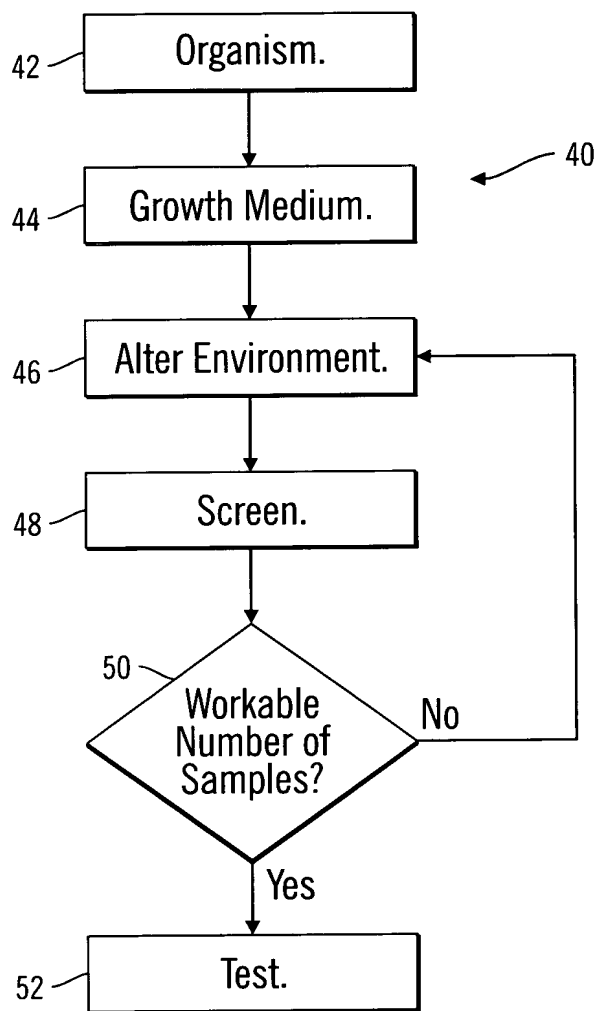 42
Organism.
40
44
Growth Medium.
46
Alter Environment.
48
Screen.
50
Workable
Number of
Samples?
No
Yes
52
Test.